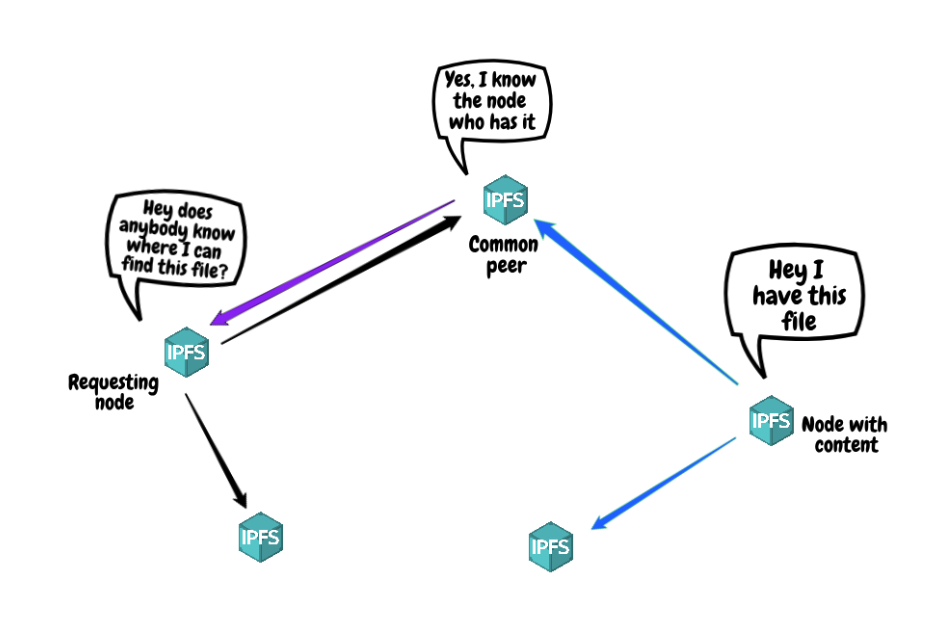 Yes, I know
the node
who has it
IPFS
Common
peer
Hey does
anybody know
where I can
find this file?
IPFS
Requesting
node
Hey I
have this
file
IPFS
Node with
content
IPFS
IPFS